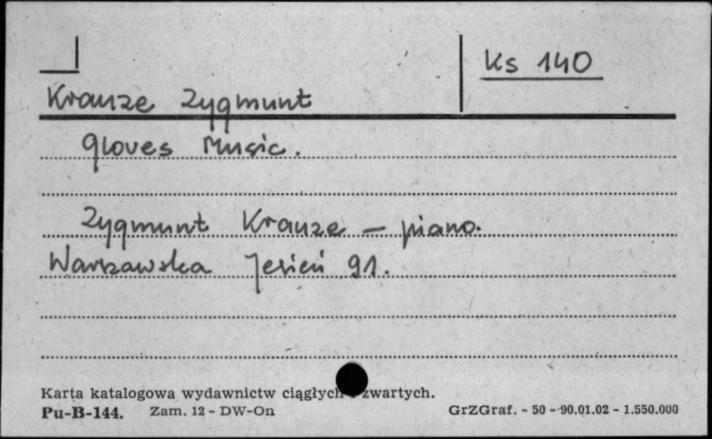 Ks 140
Krauze Zygmunt
Gloves Music.
Zygmunt Krauze – piano.
Warszawska Jesień 91.
Karta katalogowa wydawnictw ciągłych i zwartych.
Pu-B-144. Zam. 12 - DW-On GrZGraf. - 50 - 90.01.02 - 1.550.000